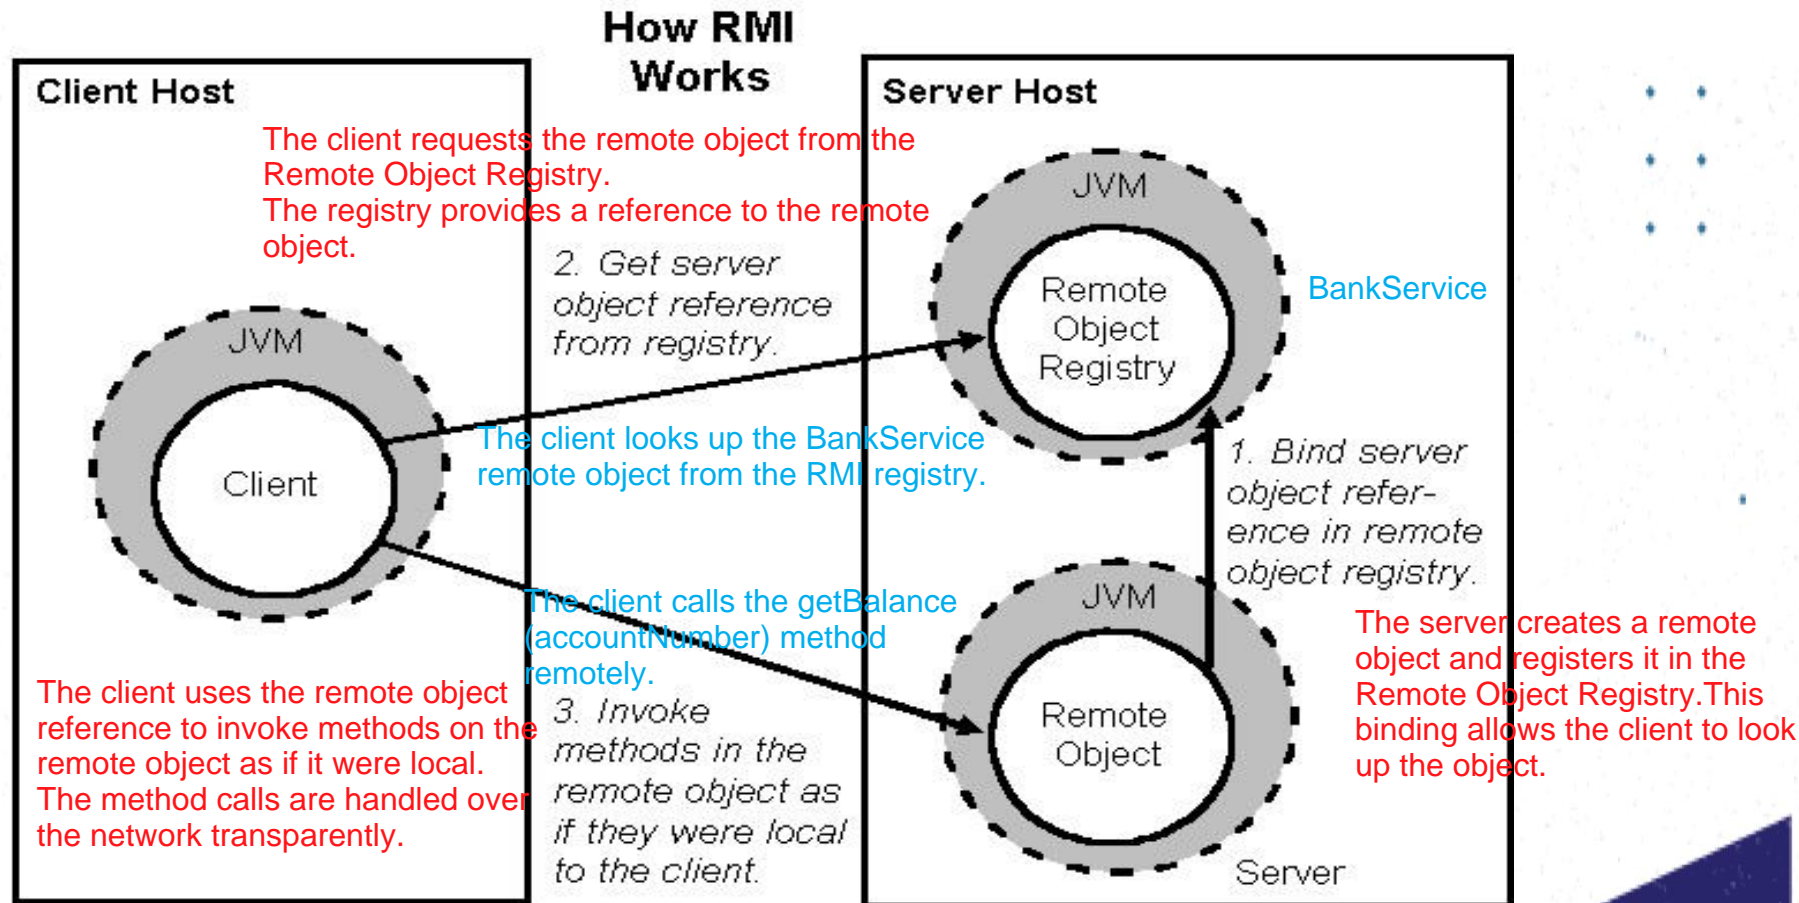 How RMI
Works
Client Host
The client requests the remote object from the
Remote Object Registry.
The registry provides a reference to the remote
object.
2. Get server
object reference
from registry.
JVM
Client
The client looks up the BankService
remote object from the RMI registry.
The client calls the getBalance
(accountNumber) method
remotely.
The client uses the remote object
reference to invoke methods on the
remote object as if it were local.
The method calls are handled over
the network transparently.
3. Invoke
methods in the
remote object as
if they were local
to the client.
Server Host
JVM
Remote
Object
Registry
BankService
1. Bind server
object refer-
ence in remote
object registry.
JVM
Remote
Object
Server
The server creates a remote
object and registers it in the
Remote Object Registry.This
binding allows the client to look
up the object.